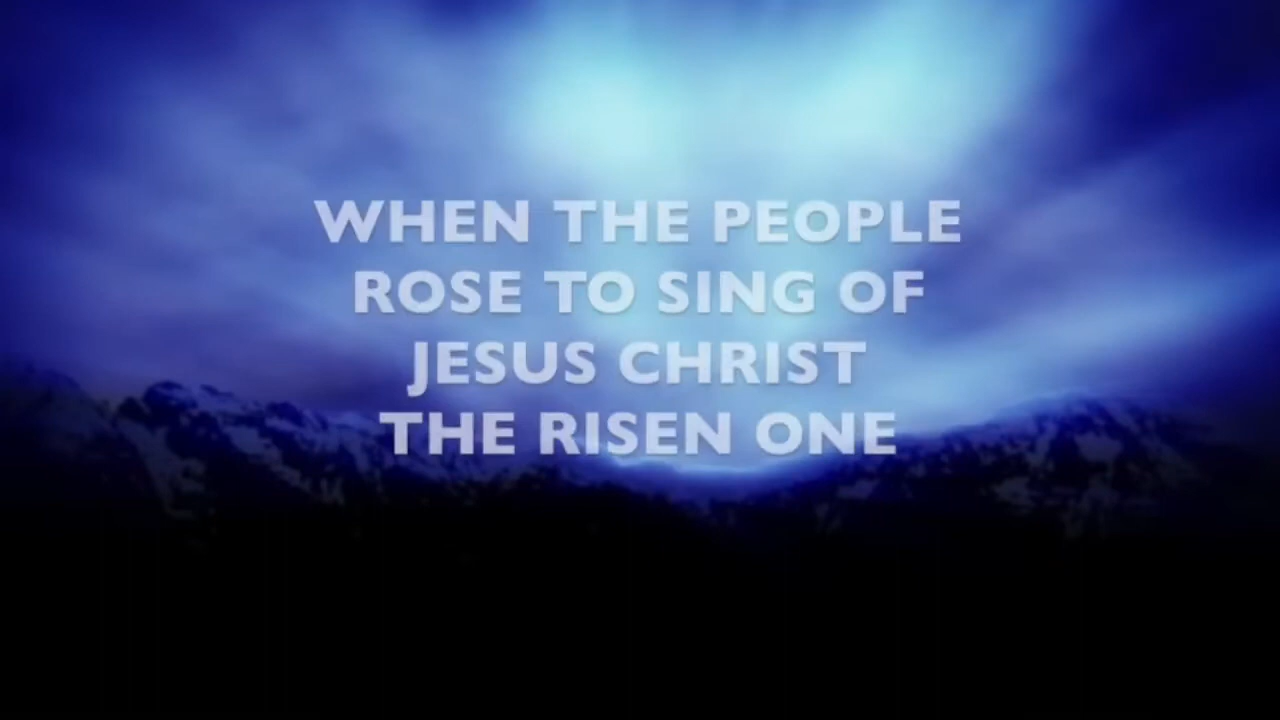 WHEN THE PEOPLE
ROSE TO SING OF
JESUS CHRIST
THE RISEN ONE